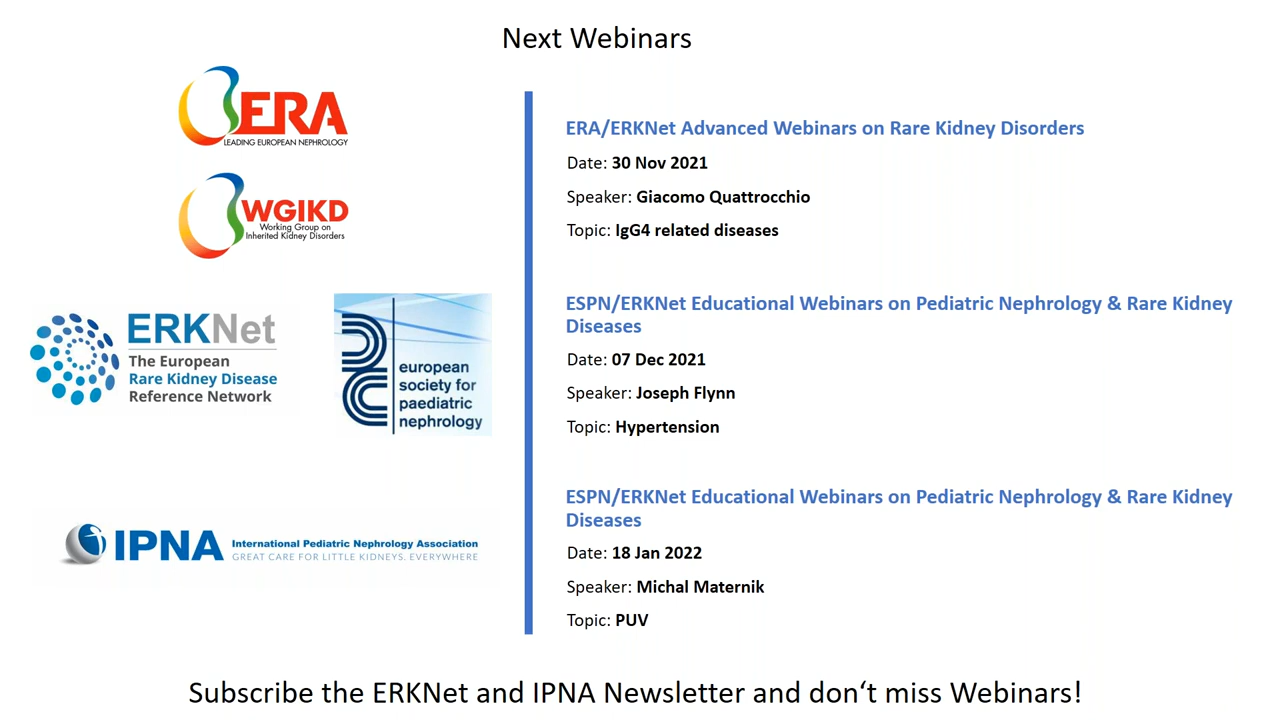 Next Webinars
ERA
LEADING EUROPEAN NEPHROLOGY
WGIKD
Working Group on
Inherited Kidney Disorders
ERKNet
The European
Rare Kidney Disease
Reference Network
european
society for
paediatric
nephrology
IPNA International Pediatric Nephrology Association
GREAT CARE FOR LITTLE KIDNEYS. EVERYWHERE
ERA/ERKNet Advanced Webinars on Rare Kidney Disorders
Date: 30 Nov 2021
Speaker: Giacomo Quattrocchio
Topic: IgG4 related diseases
ESPN/ERKNet Educational Webinars on Pediatric Nephrology & Rare Kidney
Diseases
Date: 07 Dec 2021
Speaker: Joseph Flynn
Topic: Hypertension
ESPN/ERKNet Educational Webinars on Pediatric Nephrology & Rare Kidney
Diseases
Date: 18 Jan 2022
Speaker: Michal Maternik
Topic: PUV
Subscribe the ERKNet and IPNA Newsletter and don‘t miss Webinars!